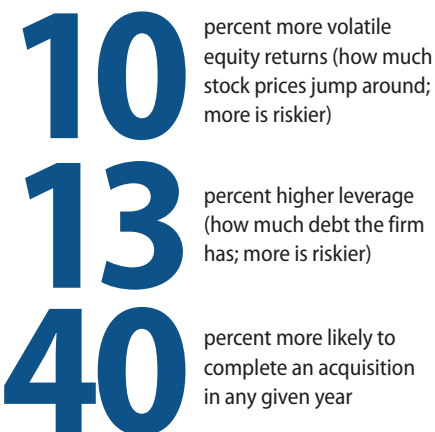 10
percent more volatile
equity returns (how much
stock prices jump around;
more is riskier)
13
percent higher leverage
(how much debt the firm
has; more is riskier)
40
percent more likely to
complete an acquisition
in any given year